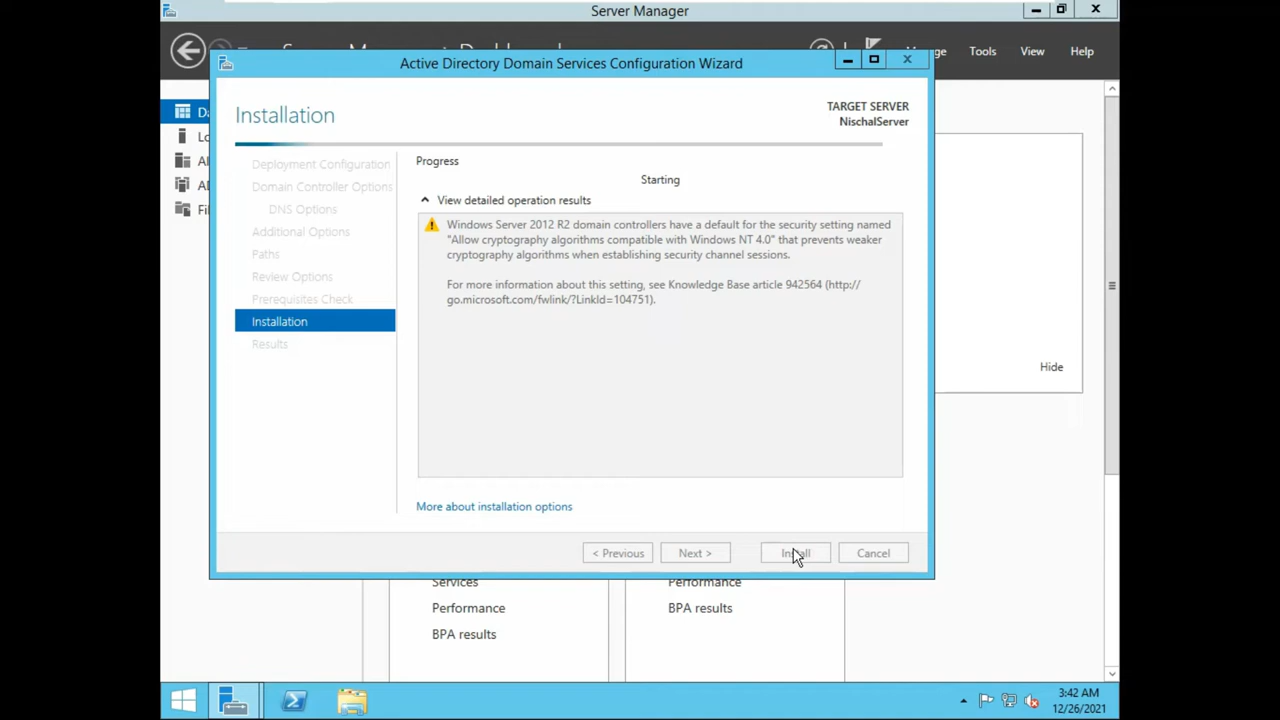 Server Manager
Tools View Help
Active Directory Domain Services Configuration Wizard
Installation
TARGET SERVER
NischalServer
Deployment Configuration
Domain Controller Options
DNS Options
Additional Options
Paths
Review Options
Prerequisites Check
Installation
Results
Progress
Starting
View detailed operation results
Windows Server 2012 R2 domain controllers have a default for the security setting named
"Allow cryptography algorithms compatible with Windows NT 4.0" that prevents weaker
cryptography algorithms when establishing security channel sessions.
For more information about this setting, see Knowledge Base article 942564 (http://
go.microsoft.com/fwlink/?LinkId=104751).
More about installation options
< Previous
Next >
Install
Cancel
Hide
Services
Performance
BPA results
Performance
BPA results
3:42 AM
12/26/2021